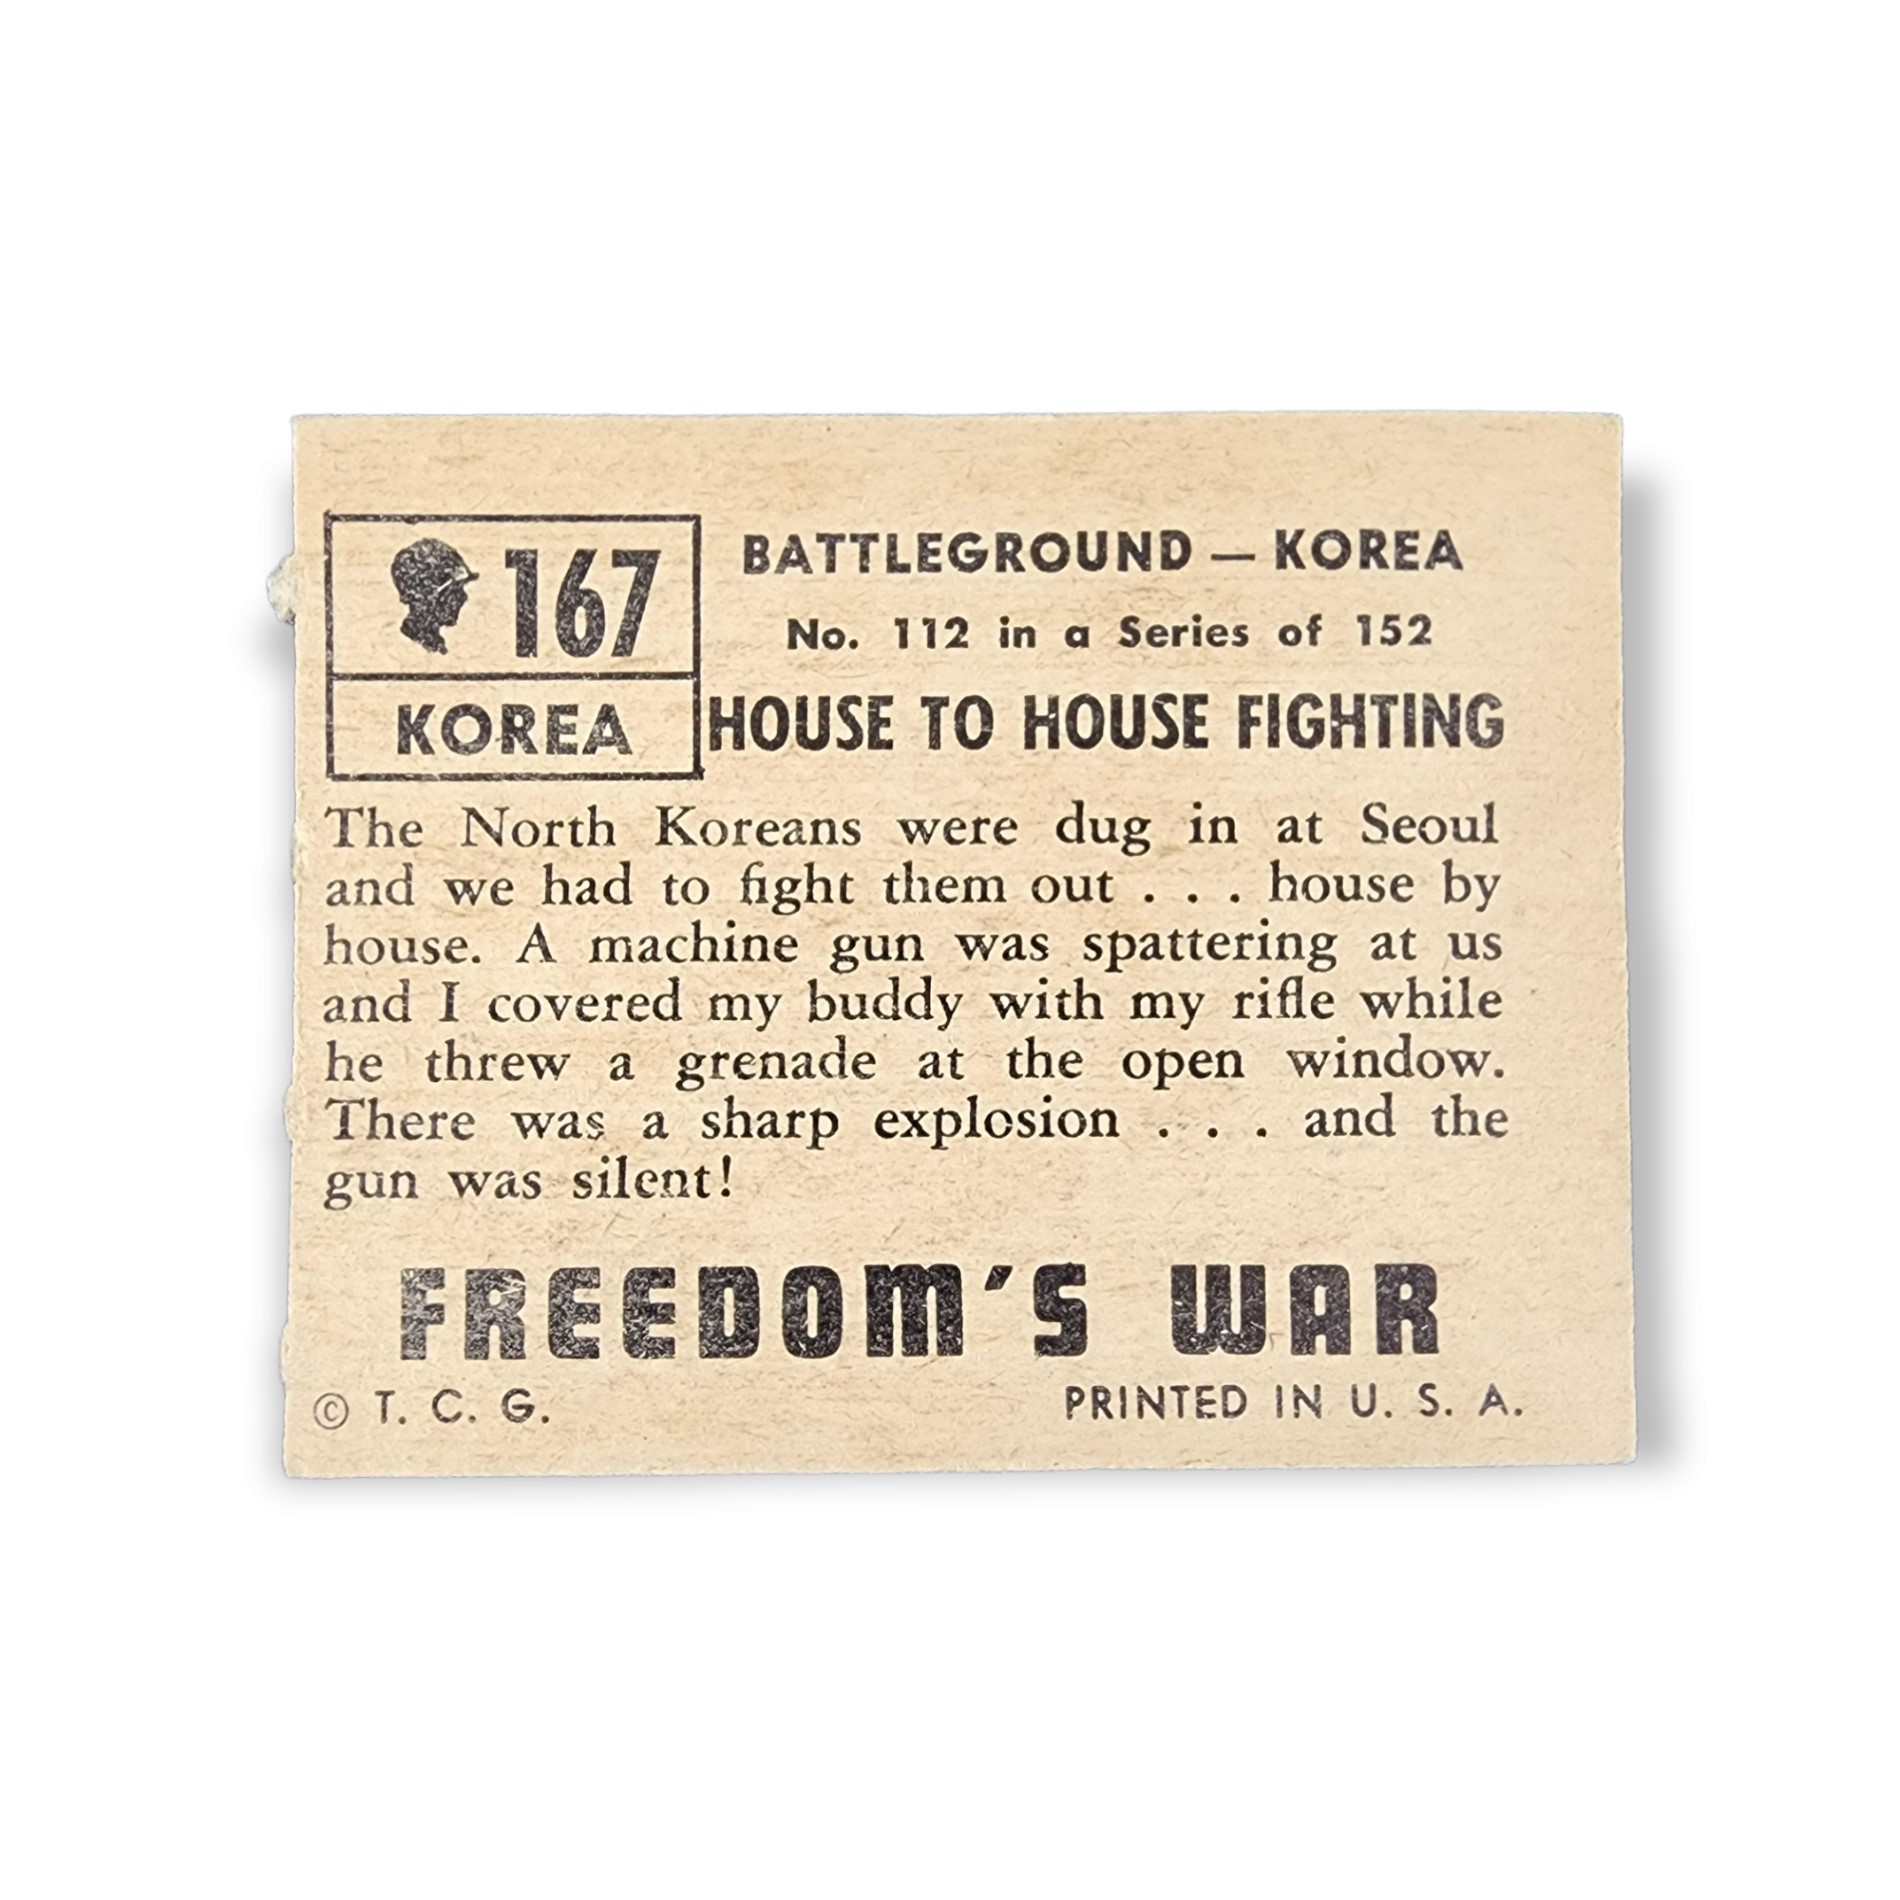 167
KOREA
BATTLEGROUND — KOREA
No. 112 in a Series of 152
HOUSE TO HOUSE FIGHTING
The North Koreans were dug in at Seoul
and we had to fight them out . . . house by
house. A machine gun was spattering at us
and I covered my buddy with my rifle while
he threw a grenade at the open window.
There was a sharp explosion . . . and the
gun was silent!
FREEDOM'S WAR
© T. C. G.
PRINTED IN U. S. A.